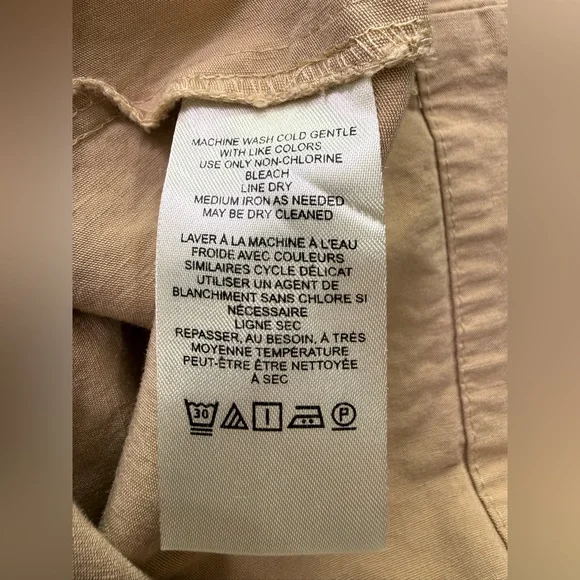 MACHINE WASH COLD GENTLE
WITH LIKE COLORS
USE ONLY NON-CHLORINE
BLEACH
LINE DRY
MEDIUM IRON AS NEEDED
MAY BE DRY CLEANED
LAVER À LA MACHINE À L'EAU
FROIDE AVEC COULEURS
SIMILAIRES CYCLE DÉLICAT
UTILISER UN AGENT DE
BLANCHIMENT SANS CHLORE SI
NÉCESSAIRE
LIGNE SEC
REPASSER, AU BESOIN, À TRÈS
MOYENNE TEMPÉRATURE
PEUT-ÊTRE ÊTRE NETTOYÉE
À SEC
30 P